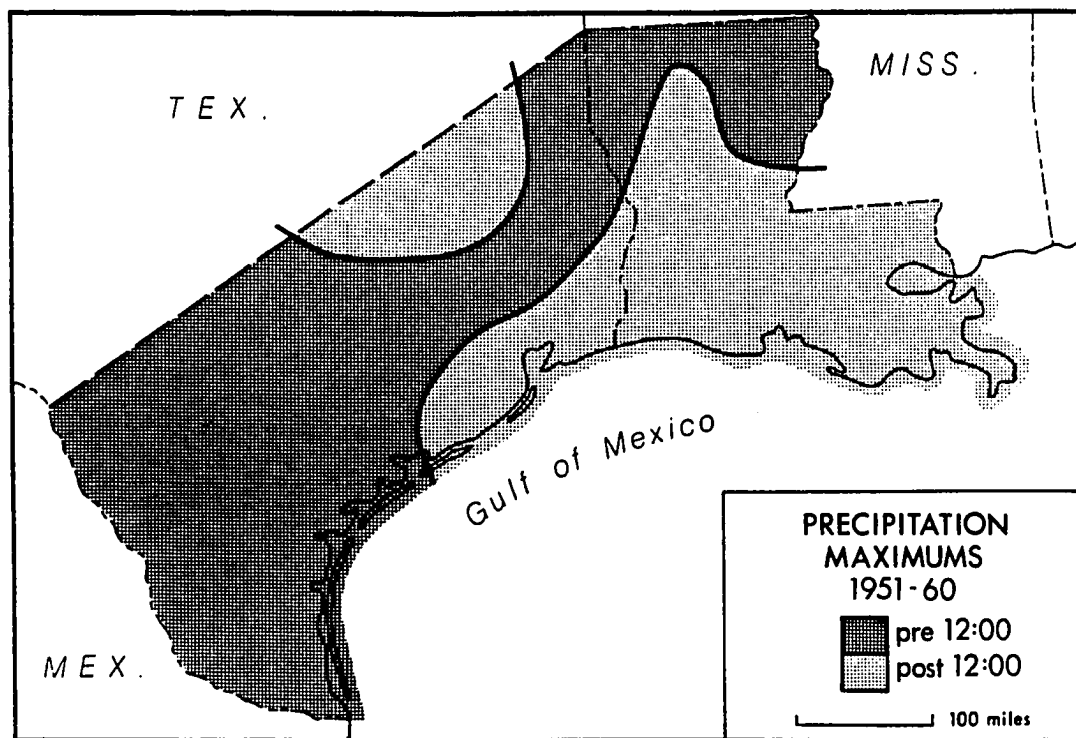 TEX.
MISS.
Gulf of Mexico
MEX.
PRECIPITATION
MAXIMUMS
1951-60
pre 12:00
post 12:00
100 miles